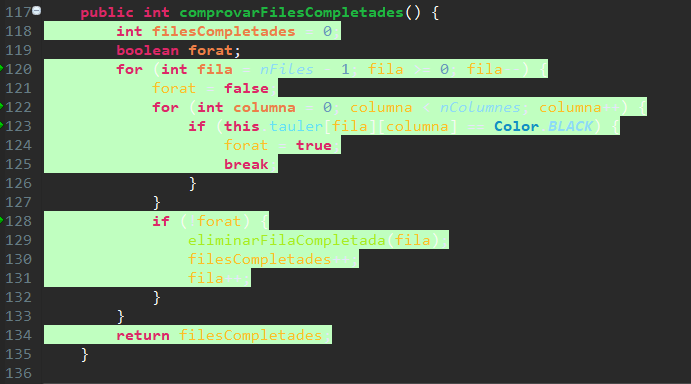 117 public int comprovarFilesCompletades() {
118 int filesCompletades = 0
119 boolean forat;
120 for (int fila = nFiles - 1; fila >= 0; fila--) {
121 forat = false
122 for (int columna = 0; columna < nColumnes; columna++) {
123 if (this.tauler[fila][columna] == Color.BLACK) {
124 forat = true
125 break
126 }
127 }
128 if (!forat) {
129 eliminarFilaCompletada(fila)
130 filesCompletades
131 fila++
132 }
133 }
134 return filesCompletades
135 }
136